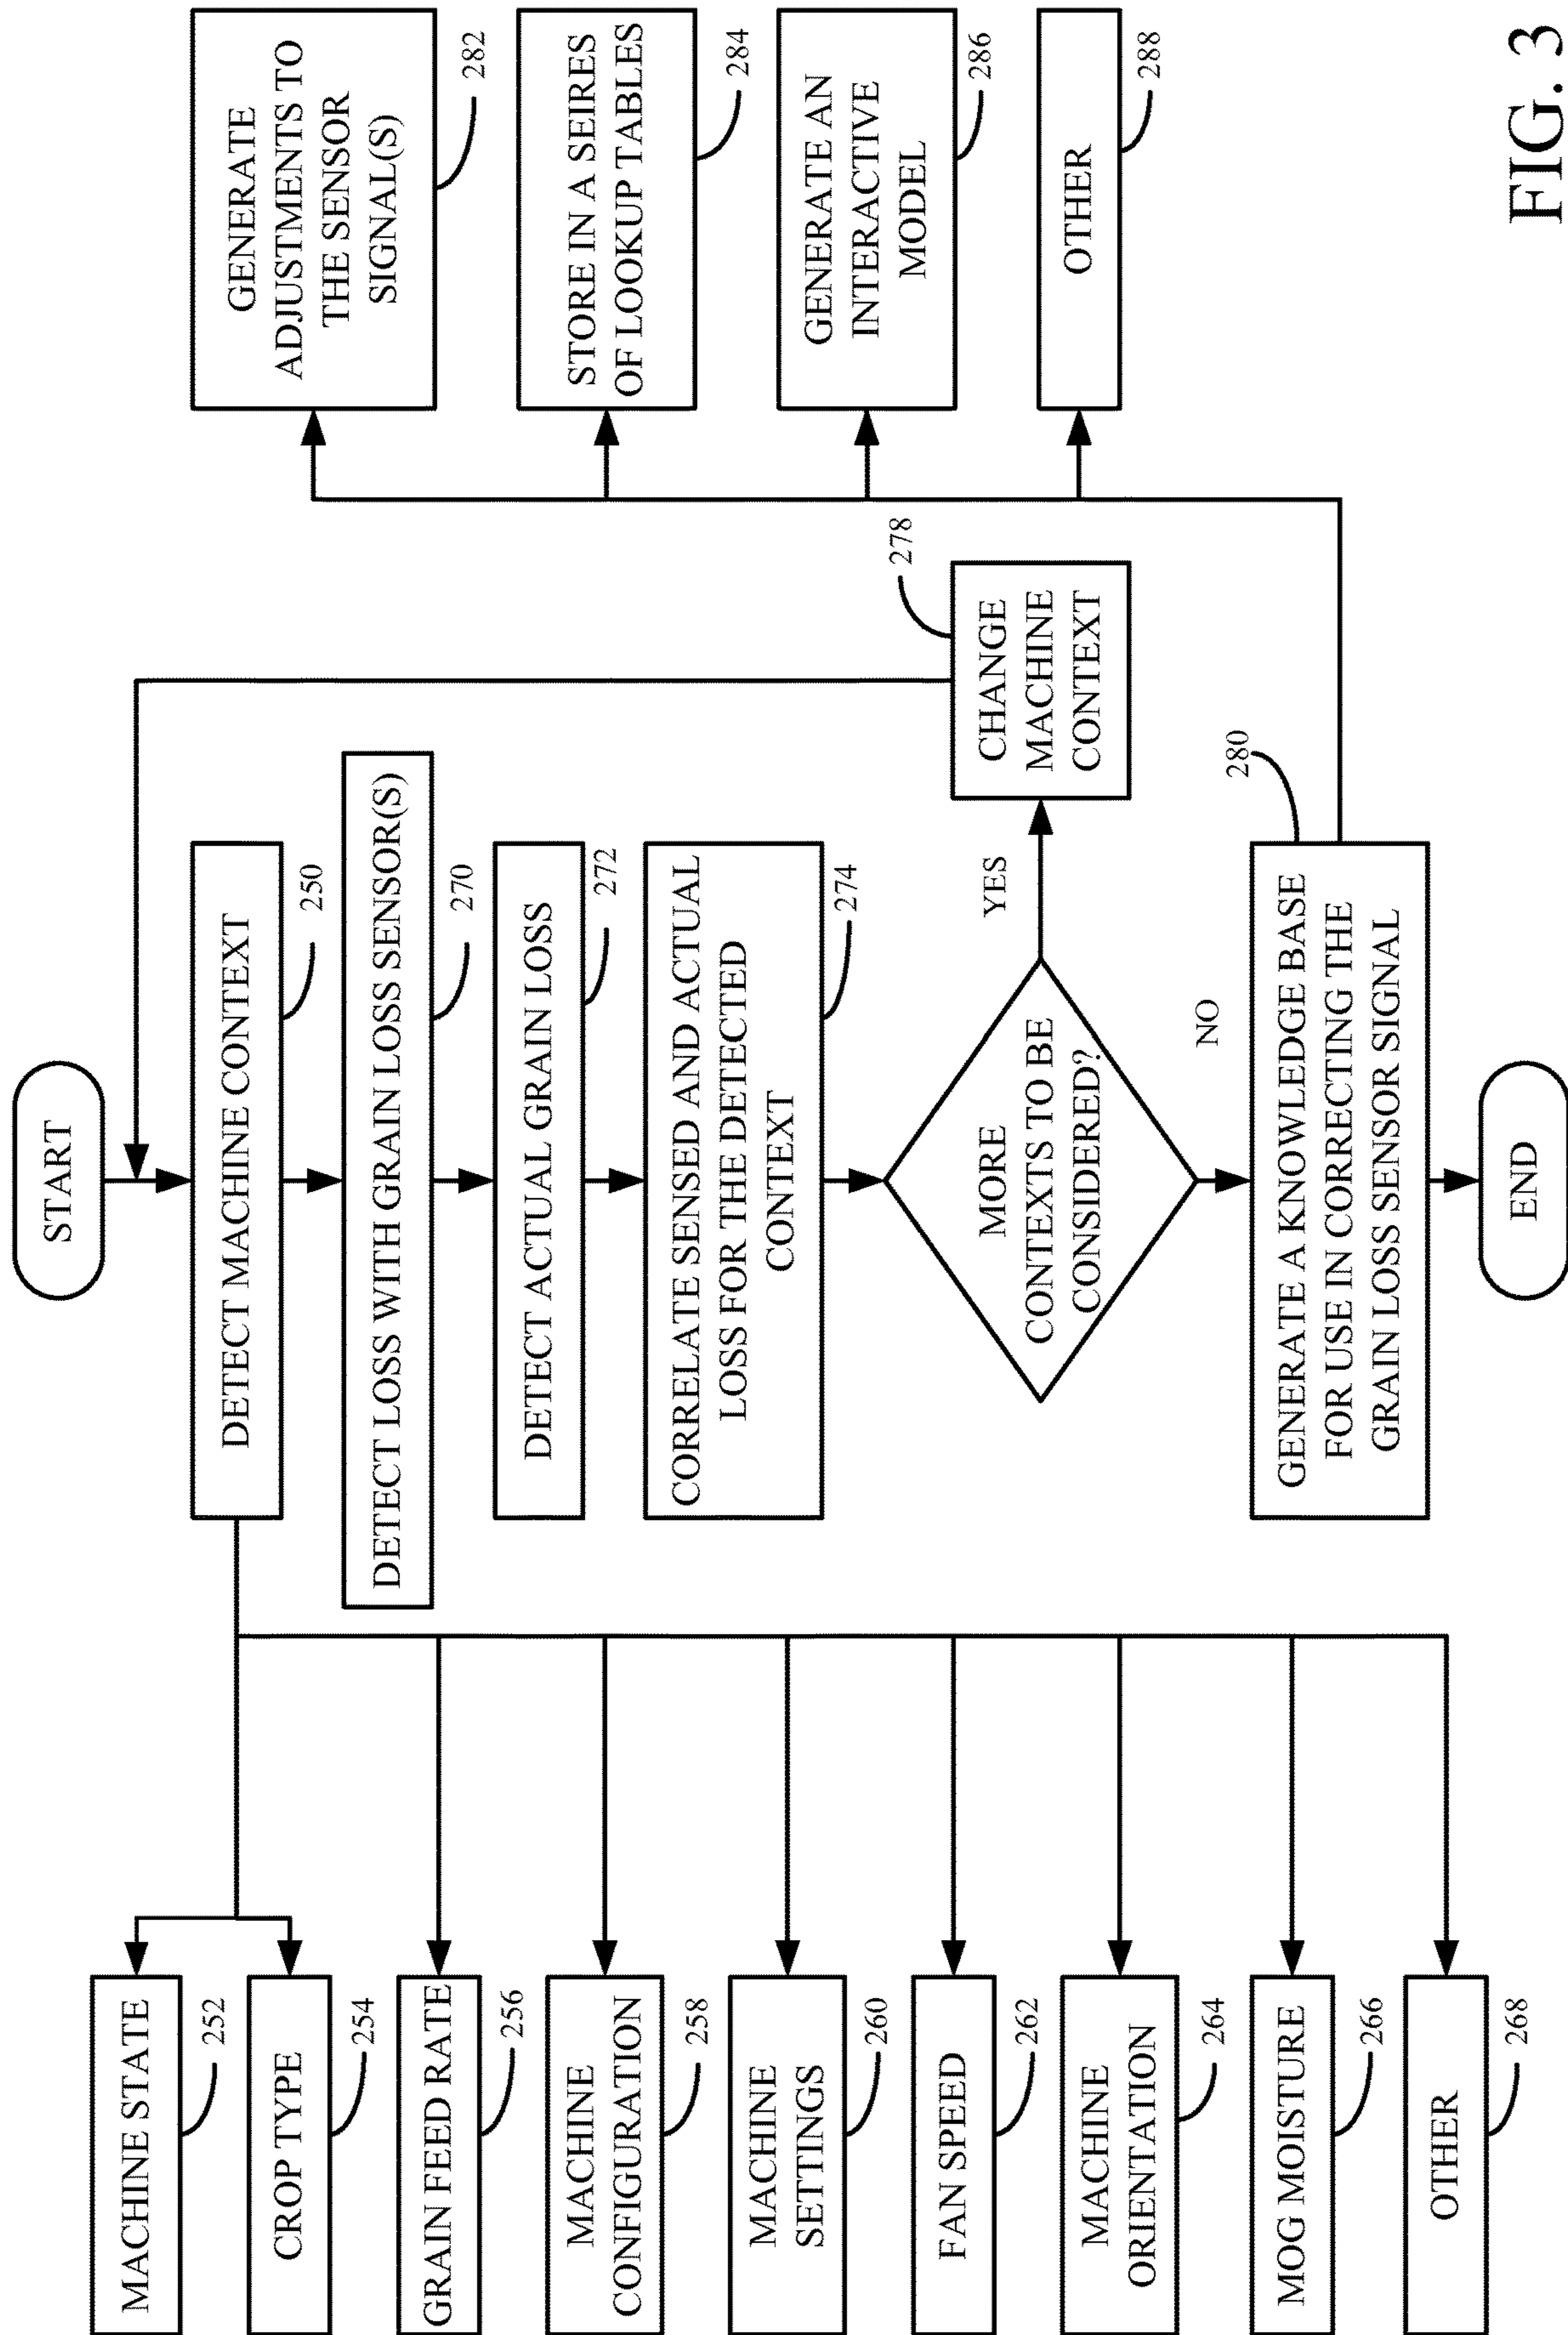 START
DETECT MACHINE CONTEXT
250
MACHINE STATE
252
CROP TYPE
254
GRAIN FEED RATE
256
MACHINE
CONFIGURATION
258
MACHINE
SETTINGS
260
FAN SPEED
262
MACHINE
ORIENTATION
264
MOG MOISTURE
266
OTHER
268
DETECT LOSS WITH GRAIN LOSS SENSOR(S)
270
DETECT ACTUAL GRAIN LOSS
272
CORRELATE SENSED AND ACTUAL
LOSS FOR THE DETECTED
CONTEXT
274
MORE
CONTEXTS TO BE
CONSIDERED?
YES
CHANGE
MACHINE
CONTEXT
278
NO
GENERATE A KNOWLEDGE BASE
FOR USE IN CORRECTING THE
GRAIN LOSS SENSOR SIGNAL
280
END
GENERATE
ADJUSTMENTS TO
THE SENSOR
SIGNAL(S)
282
STORE IN A SEIRES
OF LOOKUP TABLES
284
GENERATE AN
INTERACTIVE
MODEL
286
OTHER
288
FIG. 3